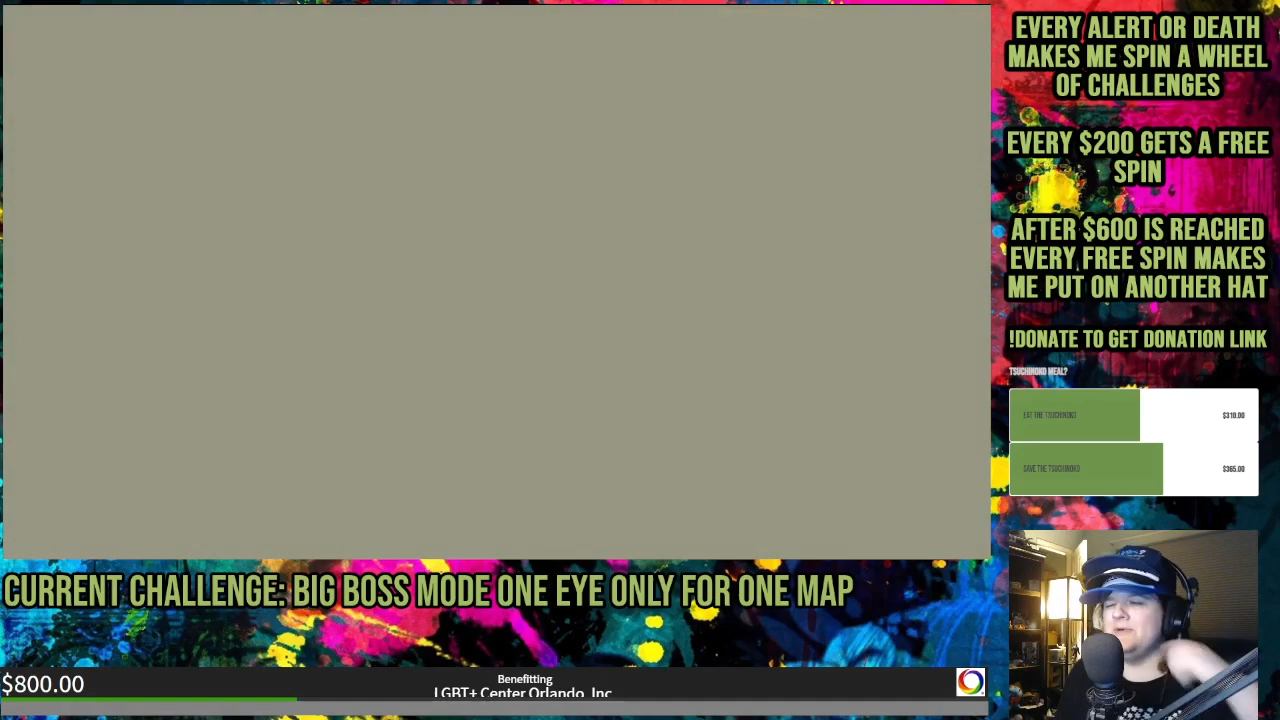 EVERY ALERT OR DEATH
MAKES ME SPIN A WHEEL
OF CHALLENGES
EVERY $200 GETS A FREE
SPIN
AFTER $600 IS REACHED
EVERY FREE SPIN MAKES
ME PUT ON ANOTHER HAT
!DONATE TO GET DONATION LINK
TSUCHINOKO MEAL?
EAT THE TSUCHINOKO $310.00
SAVE THE TSUCHINOKO $365.00
CURRENT CHALLENGE: BIG BOSS MODE ONE EYE ONLY FOR ONE MAP
$800.00
Benefitting
LGBT+ Center Orlando, Inc